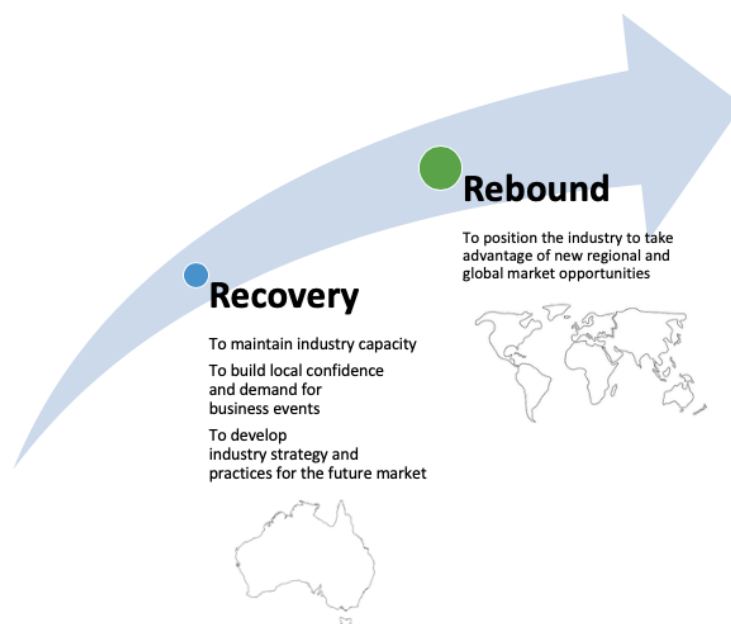 Rebound
To position the industry to take
advantage of new regional and
global market opportunities
Recovery
To maintain industry capacity
To build local confidence
and demand for
business events
To develop
industry strategy and
practices for the future market